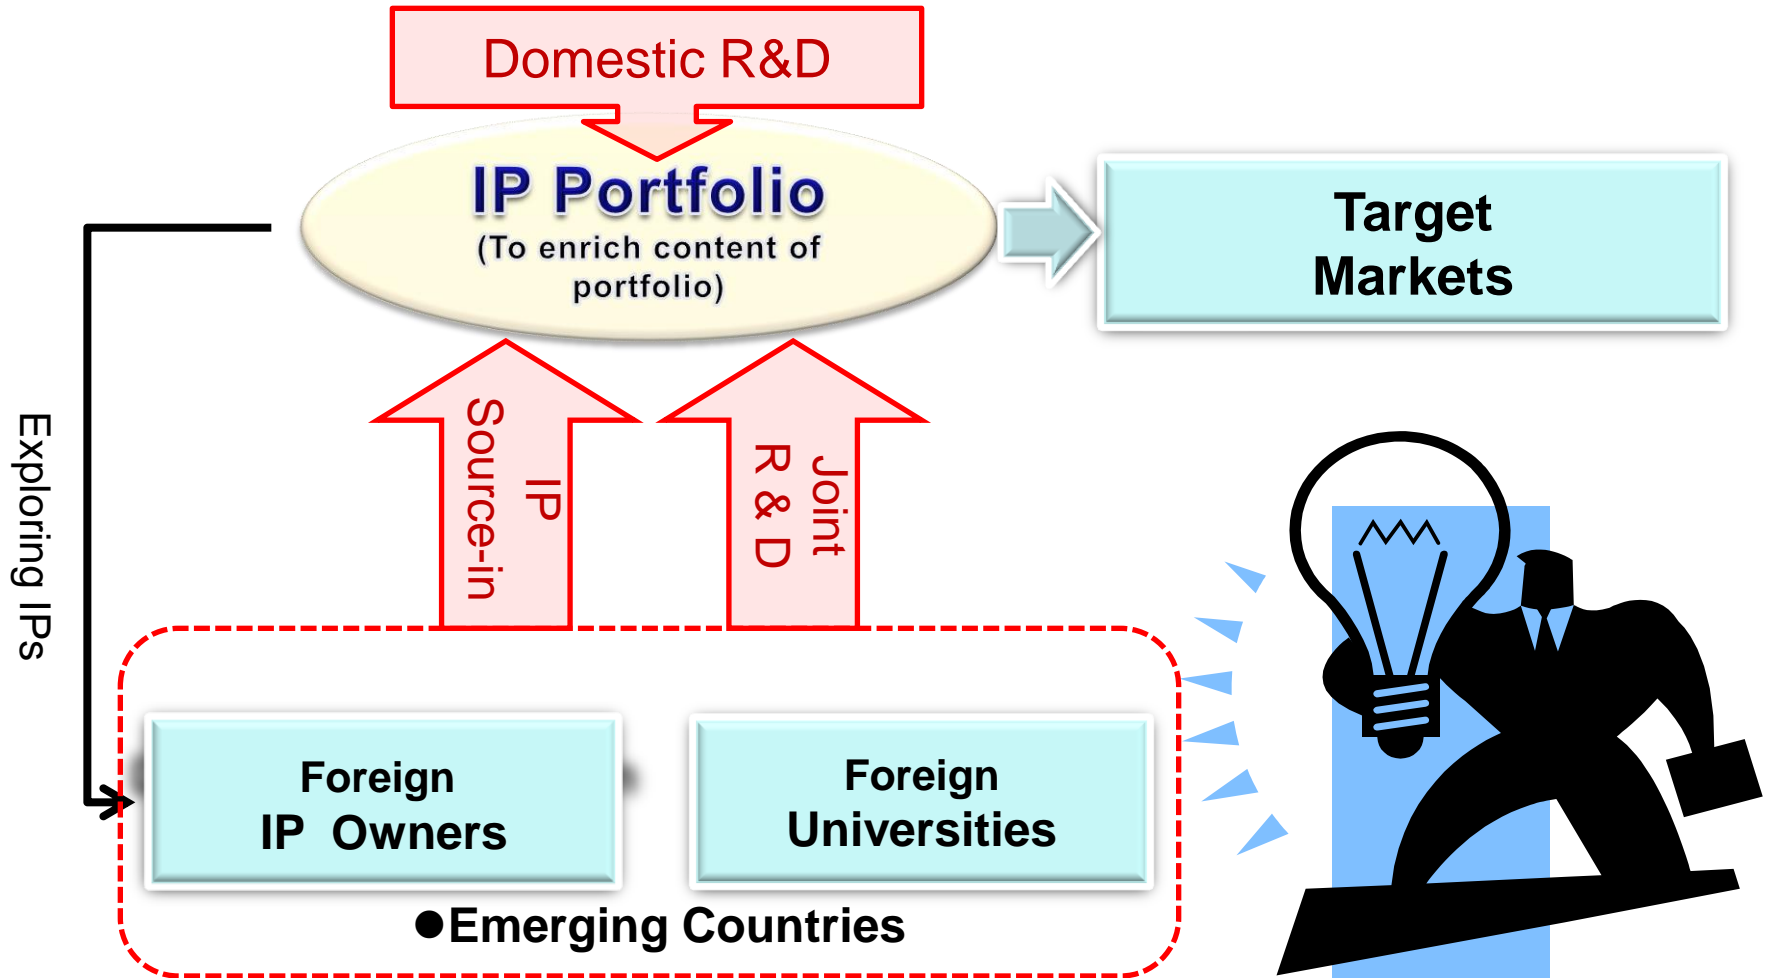 Domestic R&D
IP Portfolio
(To enrich content of
portfolio)
Target
Markets
Exploring IPs
IP
Source-in
Joint
R & D
Foreign
IP Owners
Foreign
Universities
●Emerging Countries